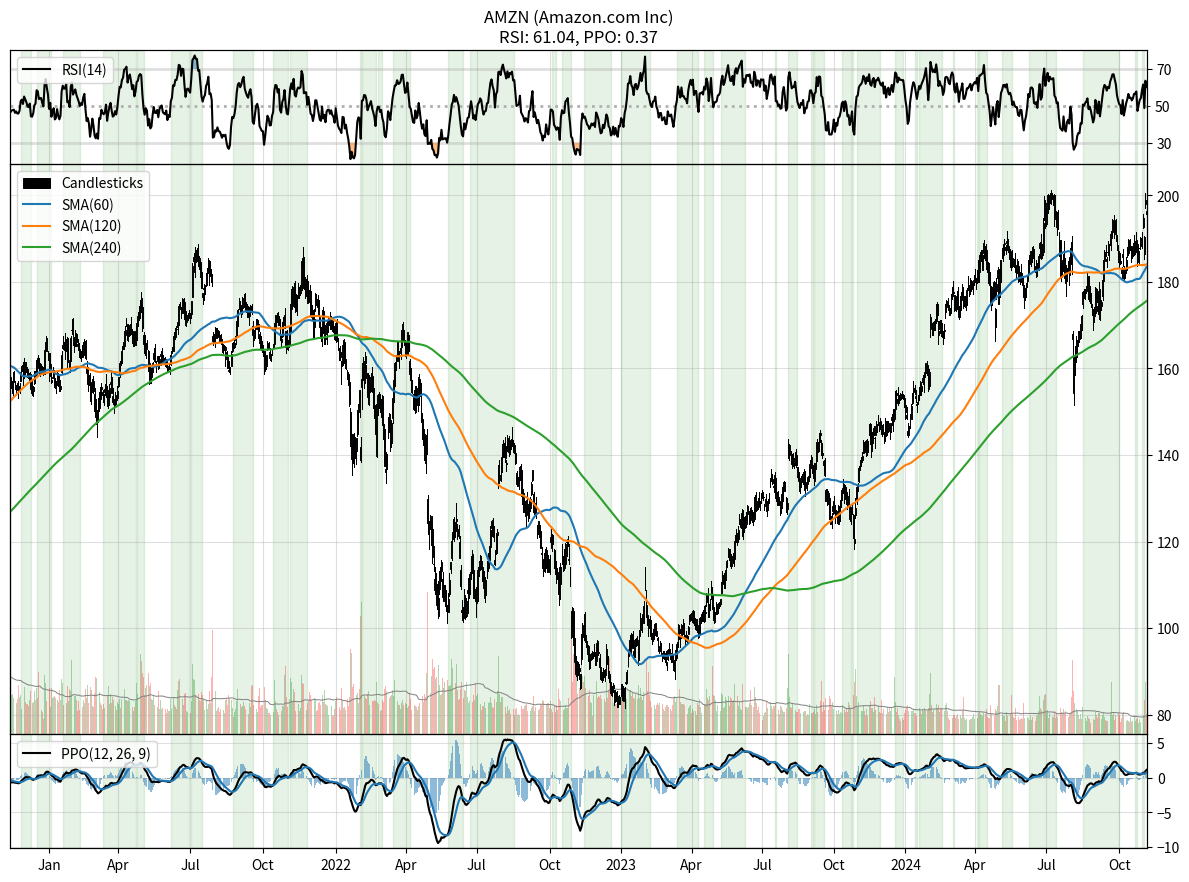 AMZN (Amazon.com Inc)
RSI: 61.04, PPO: 0.37
RSI(14)
70
50
30
Candlesticks
SMA(60)
SMA(120)
SMA(240)
200
180
160
140
120
100
80
PPO(12, 26, 9)
5
0
−5
−10
Jan Apr Jul Oct 2022 Apr Jul Oct 2023 Apr Jul Oct 2024 Apr Jul Oct